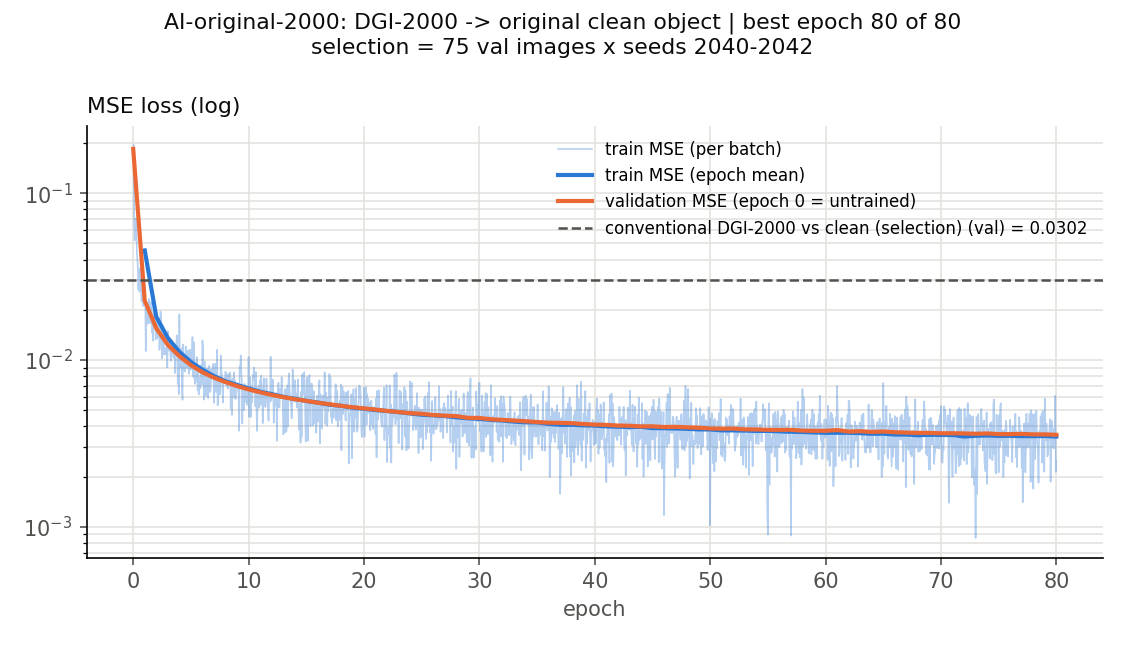 AI-original-2000: DGI-2000 -> original clean object | best epoch 80 of 80
selection = 75 val images x seeds 2040-2042
MSE loss (log)
train MSE (per batch)
train MSE (epoch mean)
validation MSE (epoch 0 = untrained)
conventional DGI-2000 vs clean (selection) (val) = 0.0302
10⁻¹
10⁻²
10⁻³
0 10 20 30 40 50 60 70 80
epoch